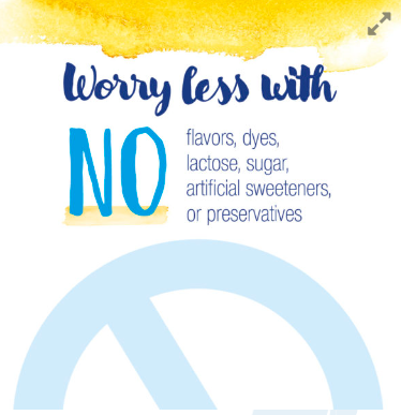 Worry less with
NO
flavors, dyes,
lactose, sugar,
artificial sweeteners,
or preservatives